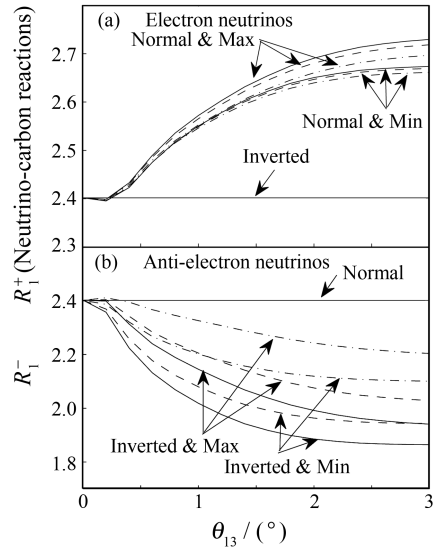 (a) Electron neutrinos
Normal & Max
Normal & Min
Inverted
2.7
2.6
2.5
2.4
2.3
R₁⁺ (Neutrino-carbon reactions)
(b) Anti-electron neutrinos
Normal
Inverted & Max
Inverted & Min
2.4
2.2
2.0
1.8
R₁⁻
0 1 2 3
θ₁₃ / (°)